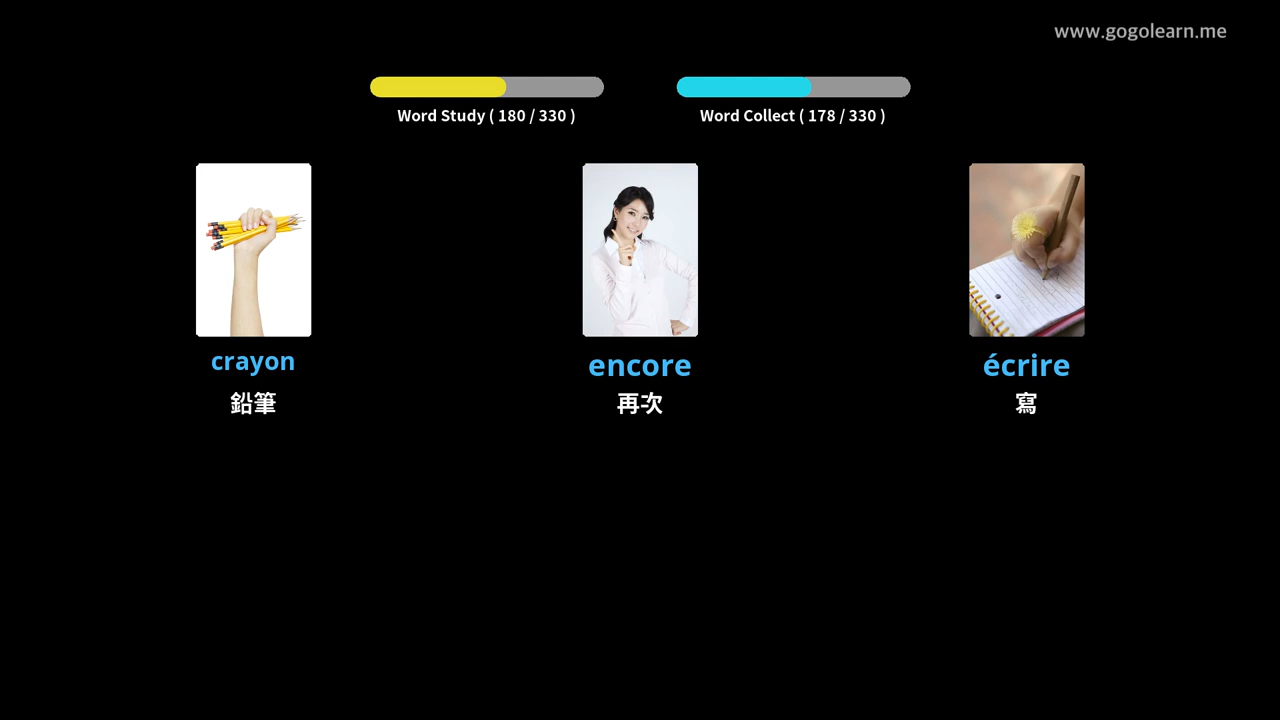 www.gogolearn.me
Word Study ( 180 / 330 )
Word Collect ( 178 / 330 )
crayon
encore
écrire
鉛筆
再次
寫